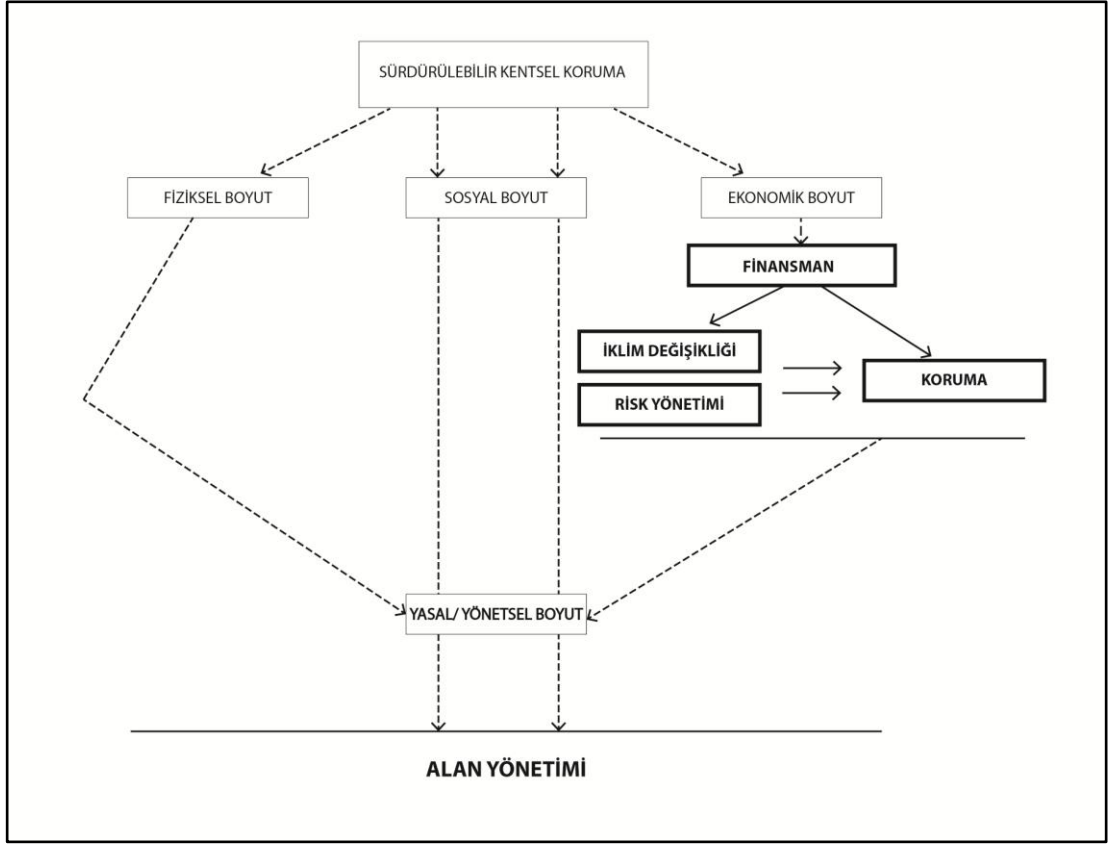 SÜRDÜRÜLEBİLİR KENTSEL KORUMA
FİZİKSEL BOYUT
SOSYAL BOYUT
EKONOMİK BOYUT
FİNANSMAN
İKLİM DEĞİŞİKLİĞİ
KORUMA
RİSK YÖNETİMİ
YASAL/ YÖNETSEL BOYUT
ALAN YÖNETİMİ